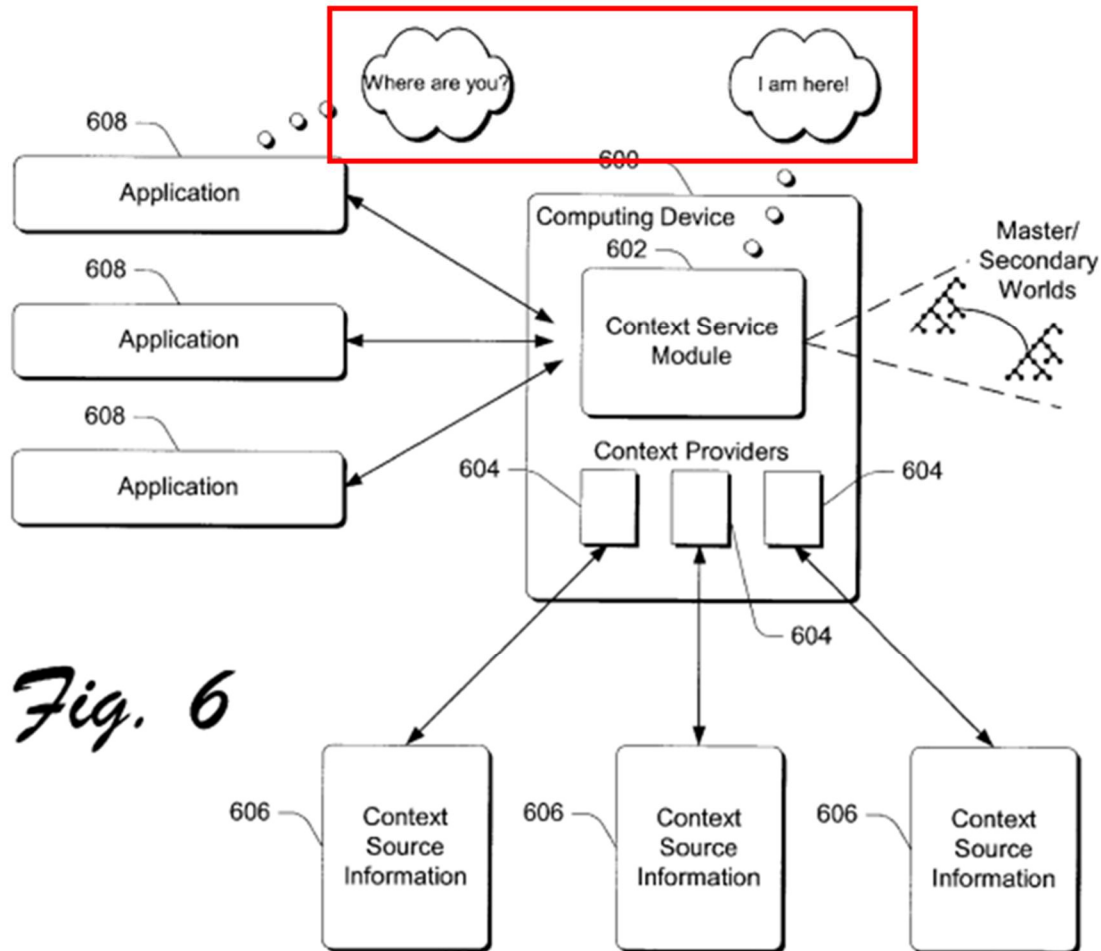 Where are you?
I am here!
608
Application
600
Computing Device
602
Context Service
Module
Master/
Secondary
Worlds
608
Application
608
Application
Context Providers
604
604
604
Fig. 6
606
Context
Source
Information
606
Context
Source
Information
606
Context
Source
Information